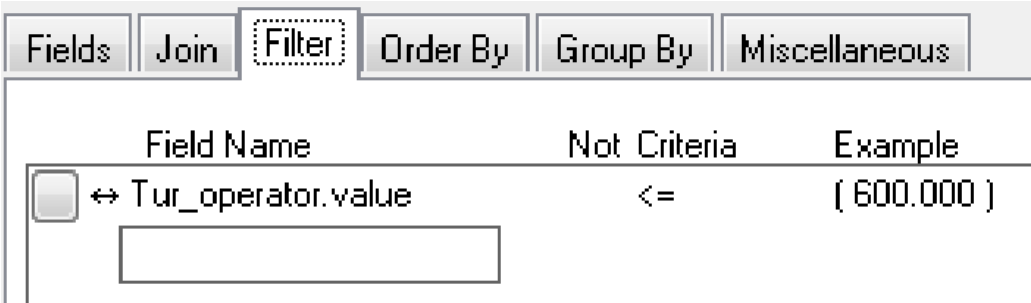 Fields Join Filter Order By Group By Miscellaneous
Field Name Not Criteria Example
↔ Tur_operator.value <= ( 600.000 )